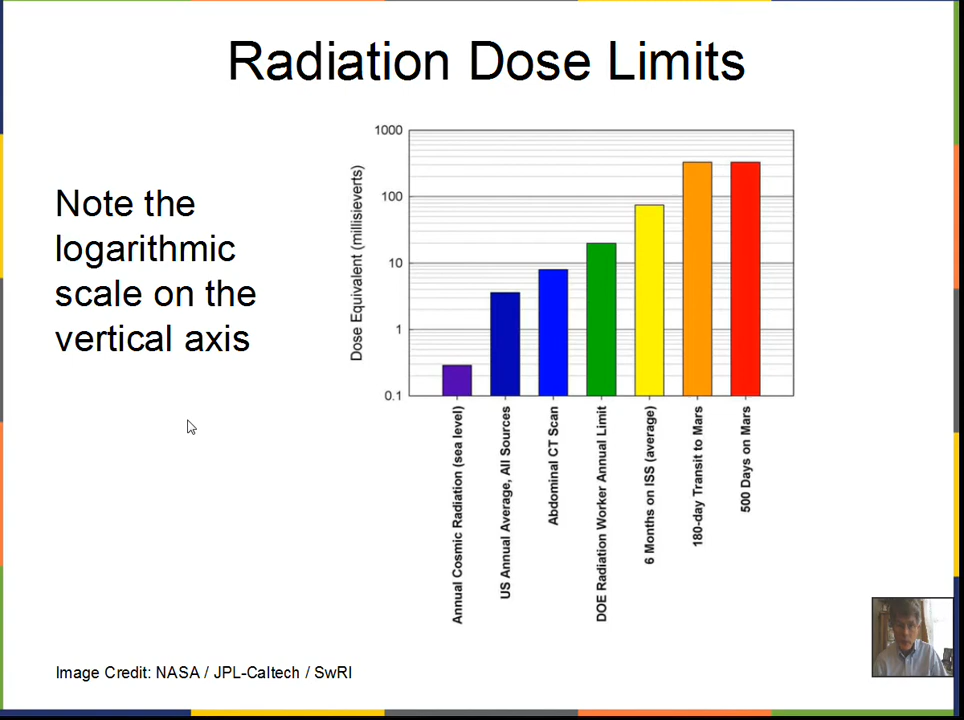 Radiation Dose Limits
Note the
logarithmic
scale on the
vertical axis
Dose Equivalent (millisieverts)
1000
100
10
1
0.1
Annual Cosmic Radiation (sea level)
US Annual Average, All Sources
Abdominal CT Scan
DOE Radiation Worker Annual Limit
6 Months on ISS (average)
180-day Transit to Mars
500 Days on Mars
Image Credit: NASA / JPL-Caltech / SwRI